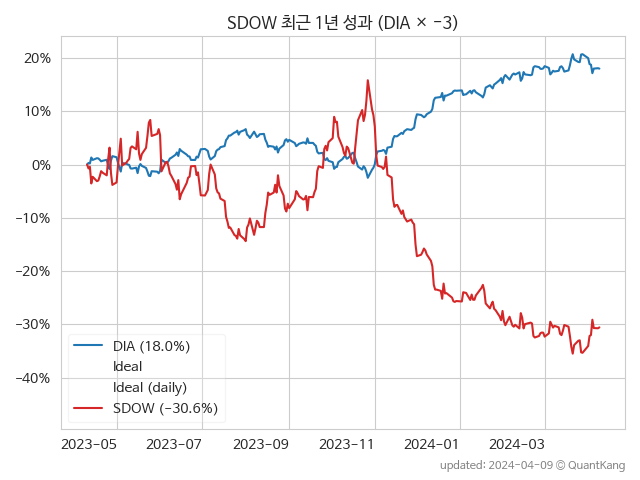 SDOW 최근 1년 성과 (DIA × −3)
20%
10%
0%
−10%
−20%
−30%
−40%
DIA (18.0%)
Ideal
Ideal (daily)
SDOW (−30.6%)
2023-05 2023-07 2023-09 2023-11 2024-01 2024-03
updated: 2024-04-09 © QuantKang